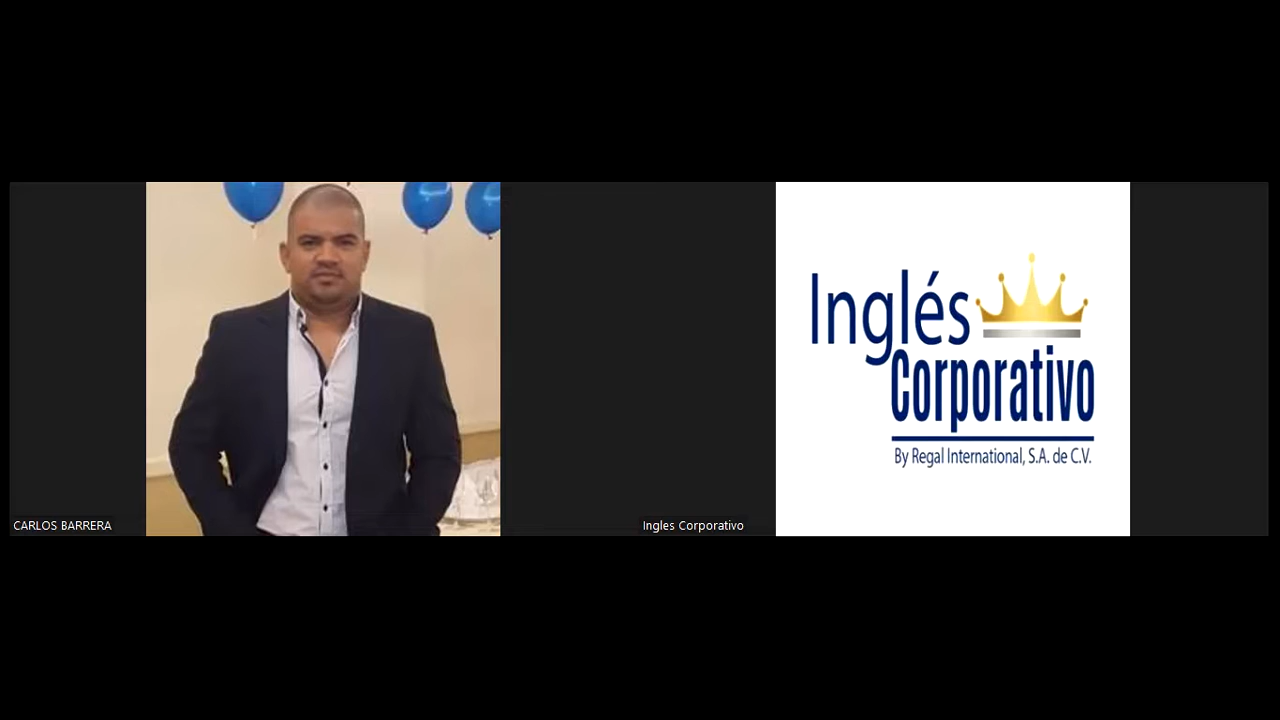 Inglés
Corporativo
By Regal International, S.A. de C.V.
CARLOS BARRERA
Ingles Corporativo